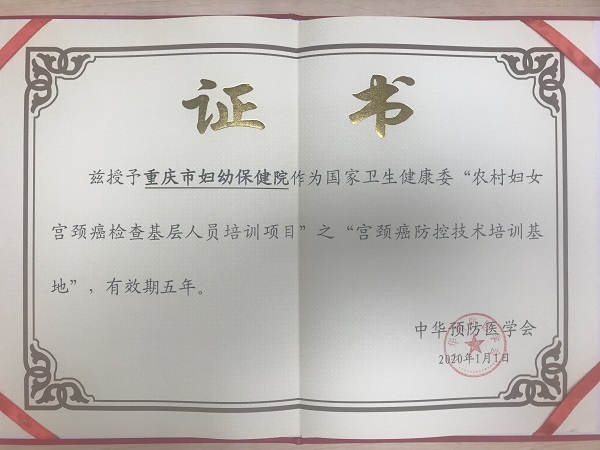 证 书
兹授予重庆市妇幼保健院作为国家卫生健康委“农村妇女
宫颈癌检查基层人员培训项目”之“宫颈癌防控技术培训基
地”，有效期五年。
中华预防医学会
2020年1月1日